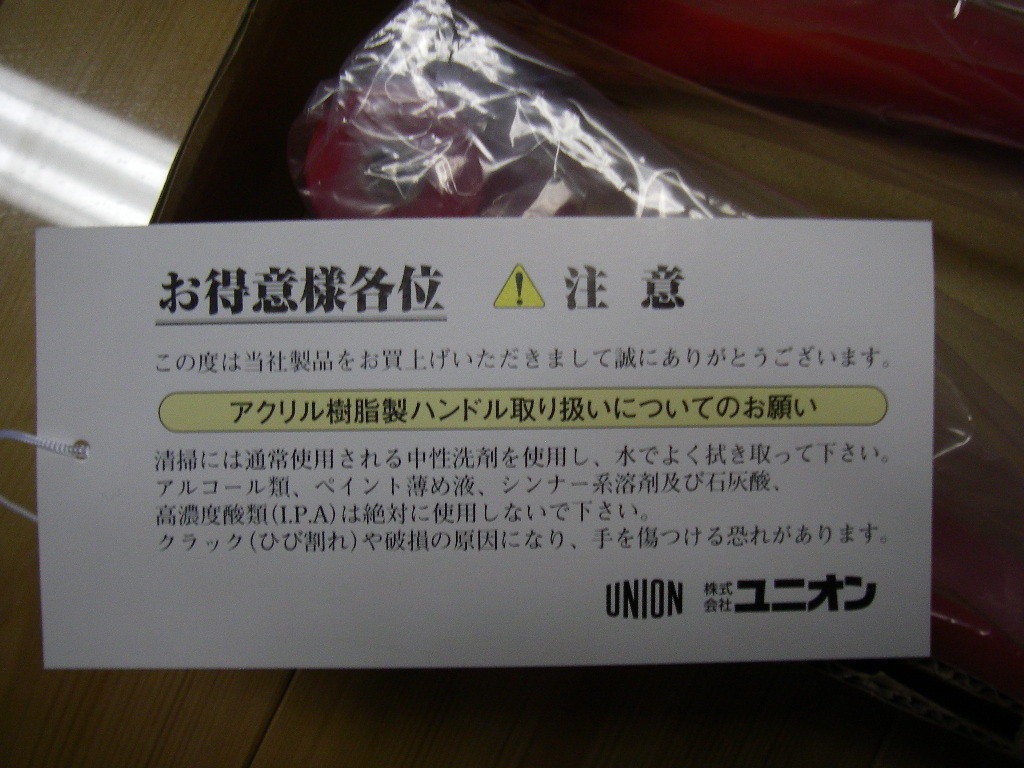 お得意様各位 ⚠ 注 意
この度は当社製品をお買上げいただきまして誠にありがとうございます。
アクリル樹脂製ハンドル取り扱いについてのお願い
清掃には通常使用される中性洗剤を使用し、水でよく拭き取って下さい。
アルコール類、ペイント薄め液、シンナー系溶剤及び石灰酸、
高濃度酸類(I.P.A)は絶対に使用しないで下さい。
クラック(ひび割れ)や破損の原因になり、手を傷つける恐れがあります。
UNION 株式会社 ユニオン